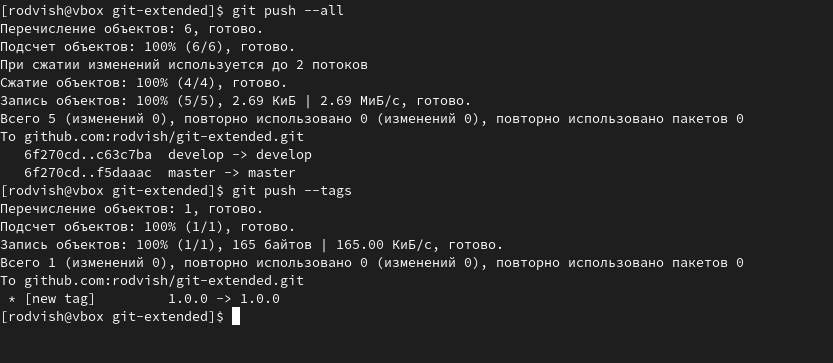 [rodvish@vbox git-extended]$ git push --all
Перечисление объектов: 6, готово.
Подсчет объектов: 100% (6/6), готово.
При сжатии изменений используется до 2 потоков
Сжатие объектов: 100% (4/4), готово.
Запись объектов: 100% (5/5), 2.69 КиБ | 2.69 МиБ/с, готово.
Всего 5 (изменений 0), повторно использовано 0 (изменений 0), повторно использовано пакетов 0
To github.com:rodvish/git-extended.git
   6f270cd..c63c7ba  develop -> develop
   6f270cd..f5daaac  master -> master
[rodvish@vbox git-extended]$ git push --tags
Перечисление объектов: 1, готово.
Подсчет объектов: 100% (1/1), готово.
Запись объектов: 100% (1/1), 165 байтов | 165.00 КиБ/с, готово.
Всего 1 (изменений 0), повторно использовано 0 (изменений 0), повторно использовано пакетов 0
To github.com:rodvish/git-extended.git
 * [new tag]         1.0.0 -> 1.0.0
[rodvish@vbox git-extended]$